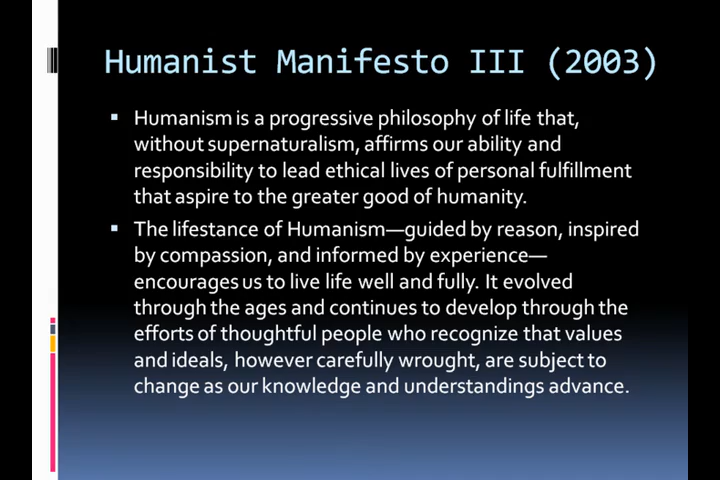 Humanist Manifesto III (2003)
Humanism is a progressive philosophy of life that,
without supernaturalism, affirms our ability and
responsibility to lead ethical lives of personal fulfillment
that aspire to the greater good of humanity.
The lifestance of Humanism—guided by reason, inspired
by compassion, and informed by experience—
encourages us to live life well and fully. It evolved
through the ages and continues to develop through the
efforts of thoughtful people who recognize that values
and ideals, however carefully wrought, are subject to
change as our knowledge and understandings advance.